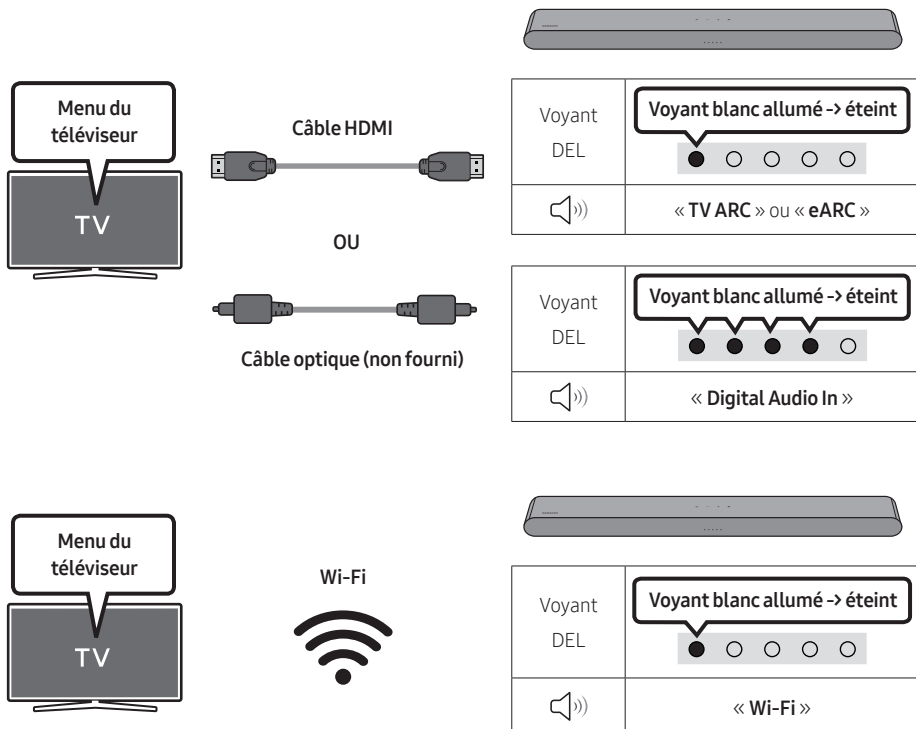 Menu du
téléviseur
TV
Câble HDMI
OU
Câble optique (non fourni)
Voyant
DEL
Voyant blanc allumé -> éteint
« TV ARC » ou « eARC »
Voyant
DEL
Voyant blanc allumé -> éteint
« Digital Audio In »
Menu du
téléviseur
TV
Wi-Fi
Voyant
DEL
Voyant blanc allumé -> éteint
« Wi-Fi »